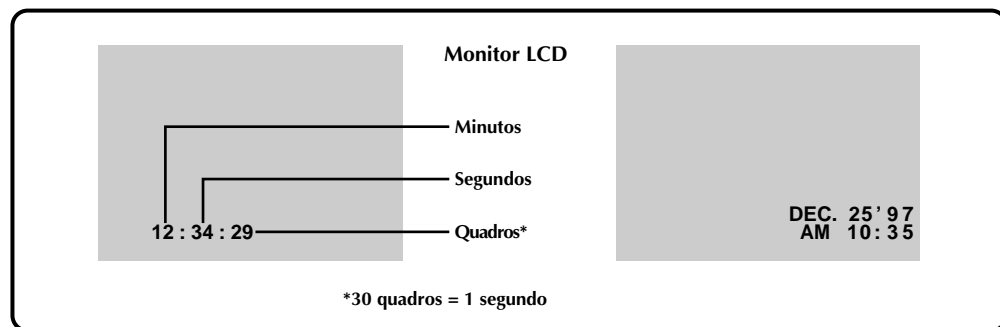 Monitor LCD
Minutos
Segundos
12 : 34 : 29
Quadros*
DEC. 25’97
AM 10:35
*30 quadros = 1 segundo